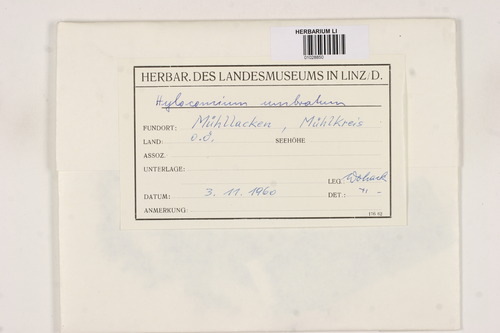 HERBARIUM LI
HERBAR. DES LANDESMUSEUMS IN LINZ/D.
Hylocomium umbratum
FUNDORT: Mühllacken, Mühlkreis
LAND: O.Ö. SEEHÖHE
ASSOZ.
UNTERLAGE:
LEG.
DATUM: 3. 11. 1960 DET.: -"-
ANMERKUNG: